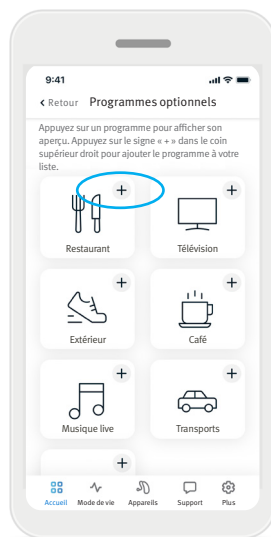 9:41
Retour Programmes optionnels
Appuyez sur un programme pour afficher son
aperçu. Appuyez sur le signe « + » dans le coin
supérieur droit pour ajouter le programme à votre
liste.
+ +
Restaurant Télévision
+ +
Extérieur Café
+ +
Musique live Transports
+
Accueil Mode de vie Appareils Support Plus